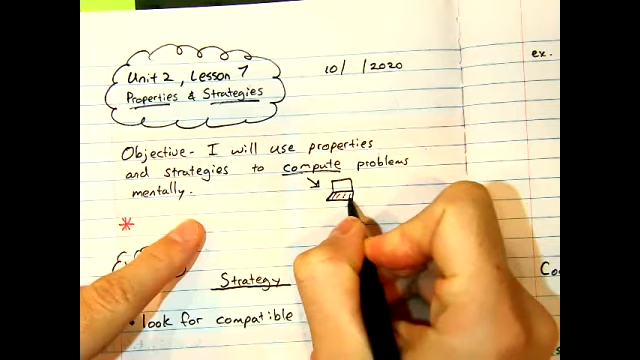 Unit 2, Lesson 7
Properties & Strategies
10/ /2020
ex.
Objective - I will use properties
and strategies to compute problems
mentally.
*
Strategy
• look for compatible